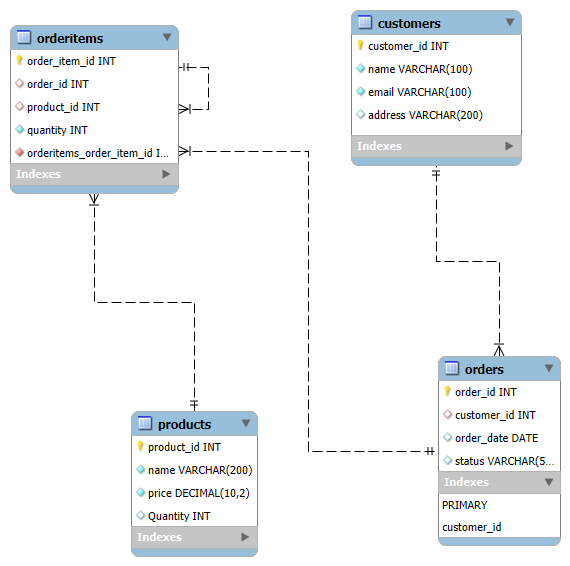 orderitems
order_item_id INT
order_id INT
product_id INT
quantity INT
orderitems_order_item_id I...
Indexes
customers
customer_id INT
name VARCHAR(100)
email VARCHAR(100)
address VARCHAR(200)
Indexes
products
product_id INT
name VARCHAR(200)
price DECIMAL(10,2)
Quantity INT
Indexes
orders
order_id INT
customer_id INT
order_date DATE
status VARCHAR(5...
Indexes
PRIMARY
customer_id